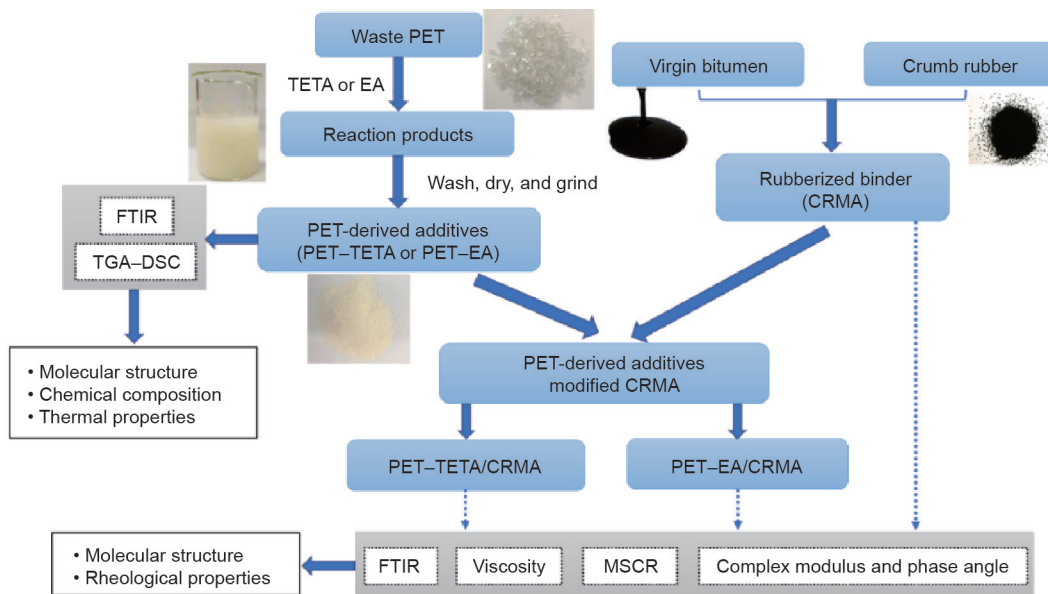 Waste PET
Virgin bitumen
Crumb rubber
TETA or EA
Reaction products
Wash, dry, and grind
Rubberized binder
(CRMA)
FTIR
TGA–DSC
PET-derived additives
(PET–TETA or PET–EA)
• Molecular structure
• Chemical composition
• Thermal properties
PET-derived additives
modified CRMA
PET–TETA/CRMA
PET–EA/CRMA
• Molecular structure
• Rheological properties
FTIR
Viscosity
MSCR
Complex modulus and phase angle